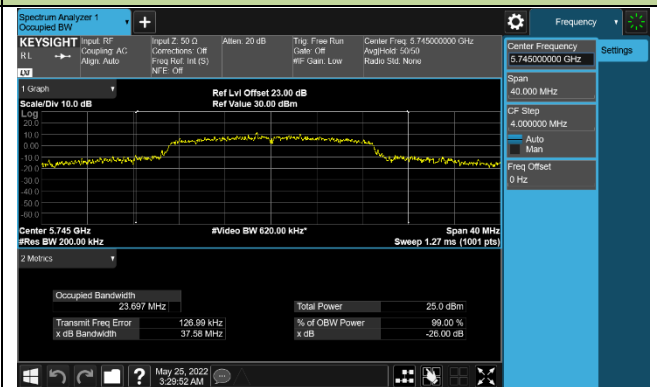 Spectrum Analyzer 1
Occupied BW
Frequency
KEYSIGHT
R L
LXI
Input: RF
Coupling: AC
Align: Auto
Input Z: 50 Ω
Corrections: Off
Freq Ref: Int (S)
NFE: Off
Atten: 20 dB
Trig: Free Run
Gate: Off
#IF Gain: Low
Center Freq: 5.745000000 GHz
Avg|Hold: 50/50
Radio Std: None
Center Frequency
5.745000000 GHz
Settings
Span
40.000 MHz
CF Step
4.000000 MHz
Auto
Man
Freq Offset
0 Hz
1 Graph
Scale/Div 10.0 dB
Ref Lvl Offset 23.00 dB
Ref Value 30.00 dBm
Log
20.0
10.0
0.00
-10.0
-20.0
-30.0
-40.0
-50.0
-60.0
Center 5.745 GHz
#Video BW 620.00 kHz*
Span 40 MHz
#Res BW 200.00 kHz
Sweep 1.27 ms (1001 pts)
2 Metrics
Occupied Bandwidth
23.697 MHz
Total Power 25.0 dBm
Transmit Freq Error 126.99 kHz
% of OBW Power 99.00 %
x dB Bandwidth 37.58 MHz
x dB -26.00 dB
?
May 25, 2022
3:29:52 AM